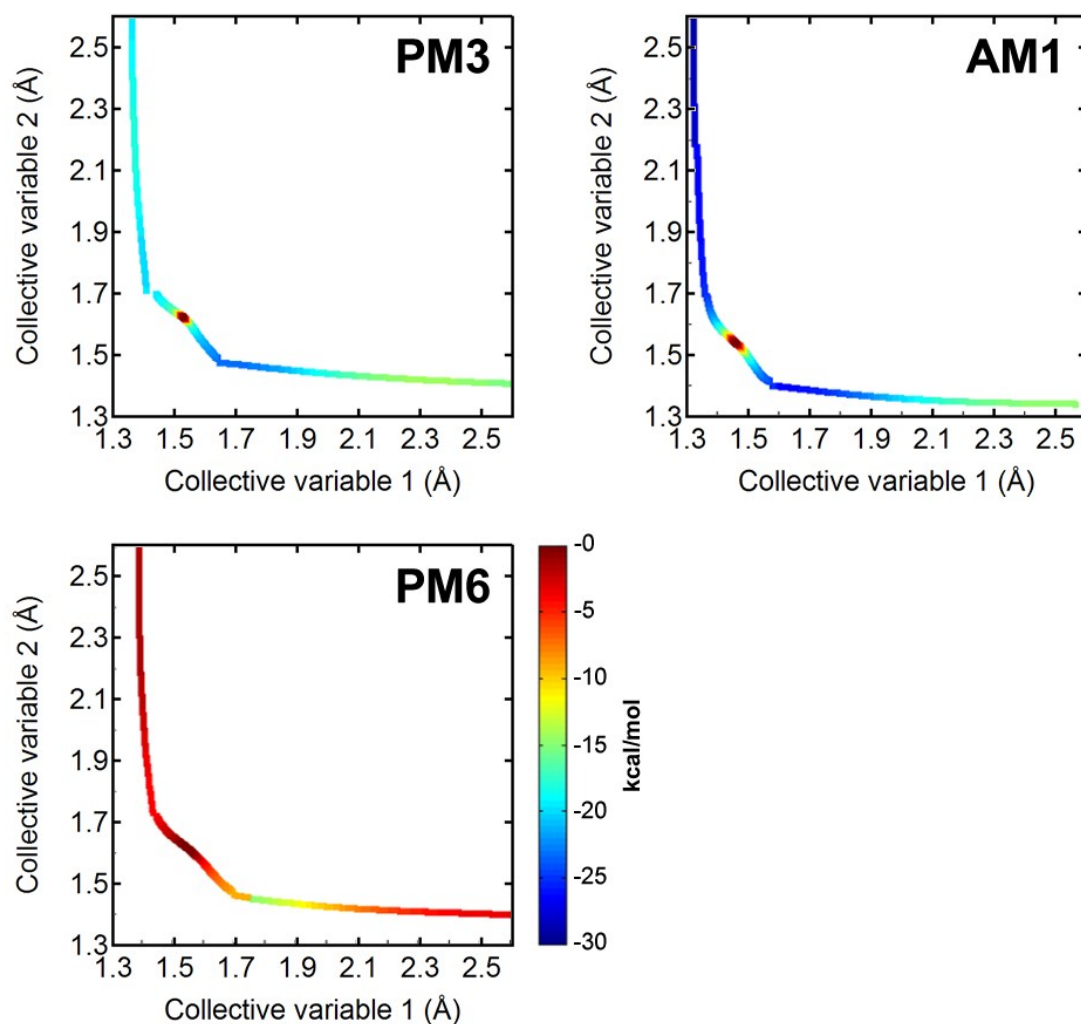 PM3
2.5
2.3
2.1
1.9
1.7
1.5
1.3
Collective variable 2 (Å)
1.3 1.5 1.7 1.9 2.1 2.3 2.5
Collective variable 1 (Å)
AM1
2.5
2.3
2.1
1.9
1.7
1.5
1.3
Collective variable 2 (Å)
1.3 1.5 1.7 1.9 2.1 2.3 2.5
Collective variable 1 (Å)
PM6
2.5
2.3
2.1
1.9
1.7
1.5
1.3
Collective variable 2 (Å)
1.3 1.5 1.7 1.9 2.1 2.3 2.5
Collective variable 1 (Å)
-0
-5
-10
-15
-20
-25
-30
kcal/mol